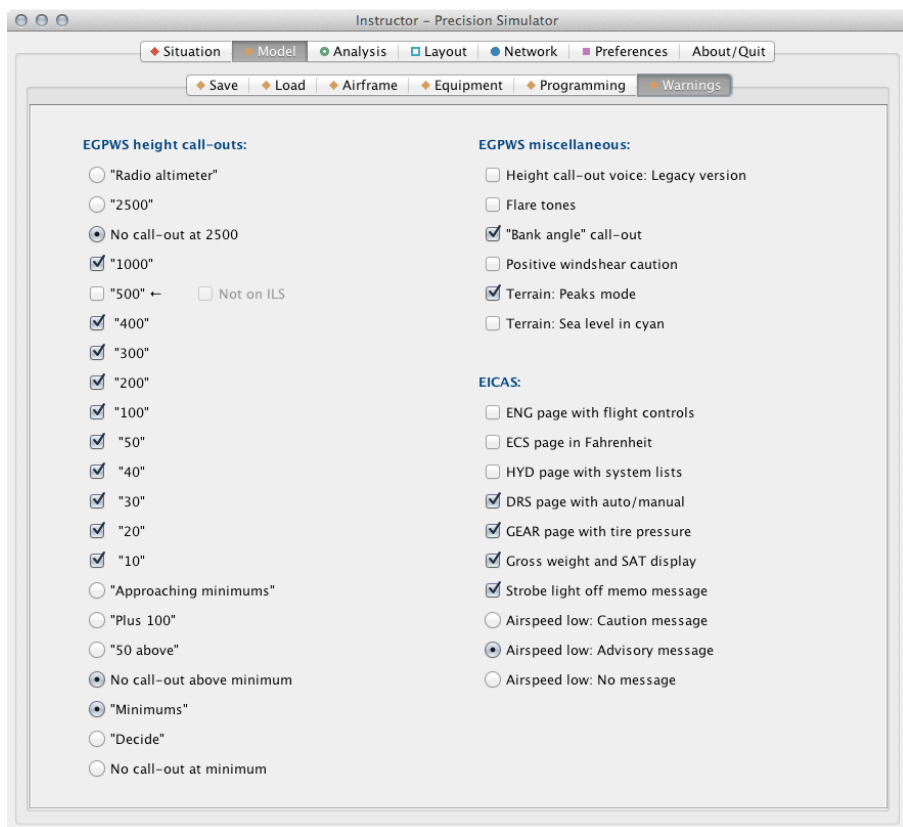 Instructor – Precision Simulator
Situation Model Analysis Layout Network Preferences About/Quit
Save Load Airframe Equipment Programming Warnings
EGPWS height call-outs:
"Radio altimeter"
"2500"
No call-out at 2500
"1000"
"500" ← Not on ILS
"400"
"300"
"200"
"100"
"50"
"40"
"30"
"20"
"10"
"Approaching minimums"
"Plus 100"
"50 above"
No call-out above minimum
"Minimums"
"Decide"
No call-out at minimum
EGPWS miscellaneous:
Height call-out voice: Legacy version
Flare tones
"Bank angle" call-out
Positive windshear caution
Terrain: Peaks mode
Terrain: Sea level in cyan
EICAS:
ENG page with flight controls
ECS page in Fahrenheit
HYD page with system lists
DRS page with auto/manual
GEAR page with tire pressure
Gross weight and SAT display
Strobe light off memo message
Airspeed low: Caution message
Airspeed low: Advisory message
Airspeed low: No message